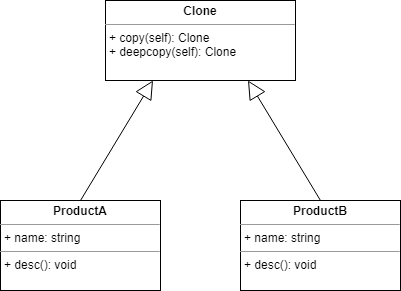 Clone
+ copy(self): Clone
+ deepcopy(self): Clone
ProductA
+ name: string
+ desc(): void
ProductB
+ name: string
+ desc(): void